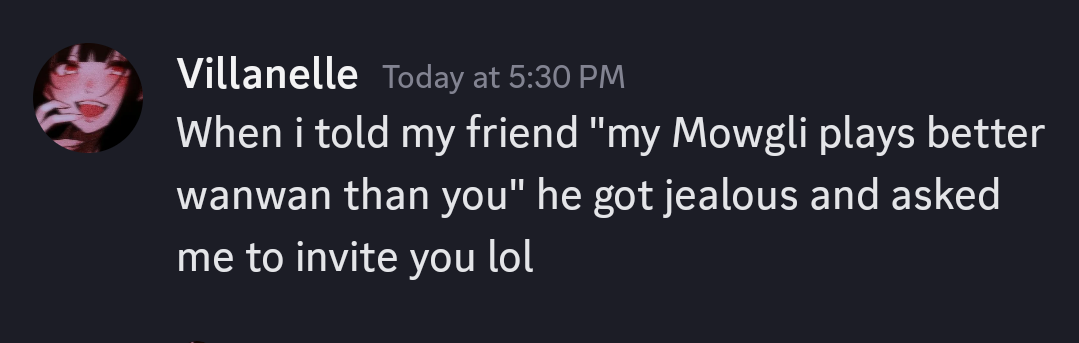 Villanelle Today at 5:30 PM
When i told my friend "my Mowgli plays better
wanwan than you" he got jealous and asked
me to invite you lol